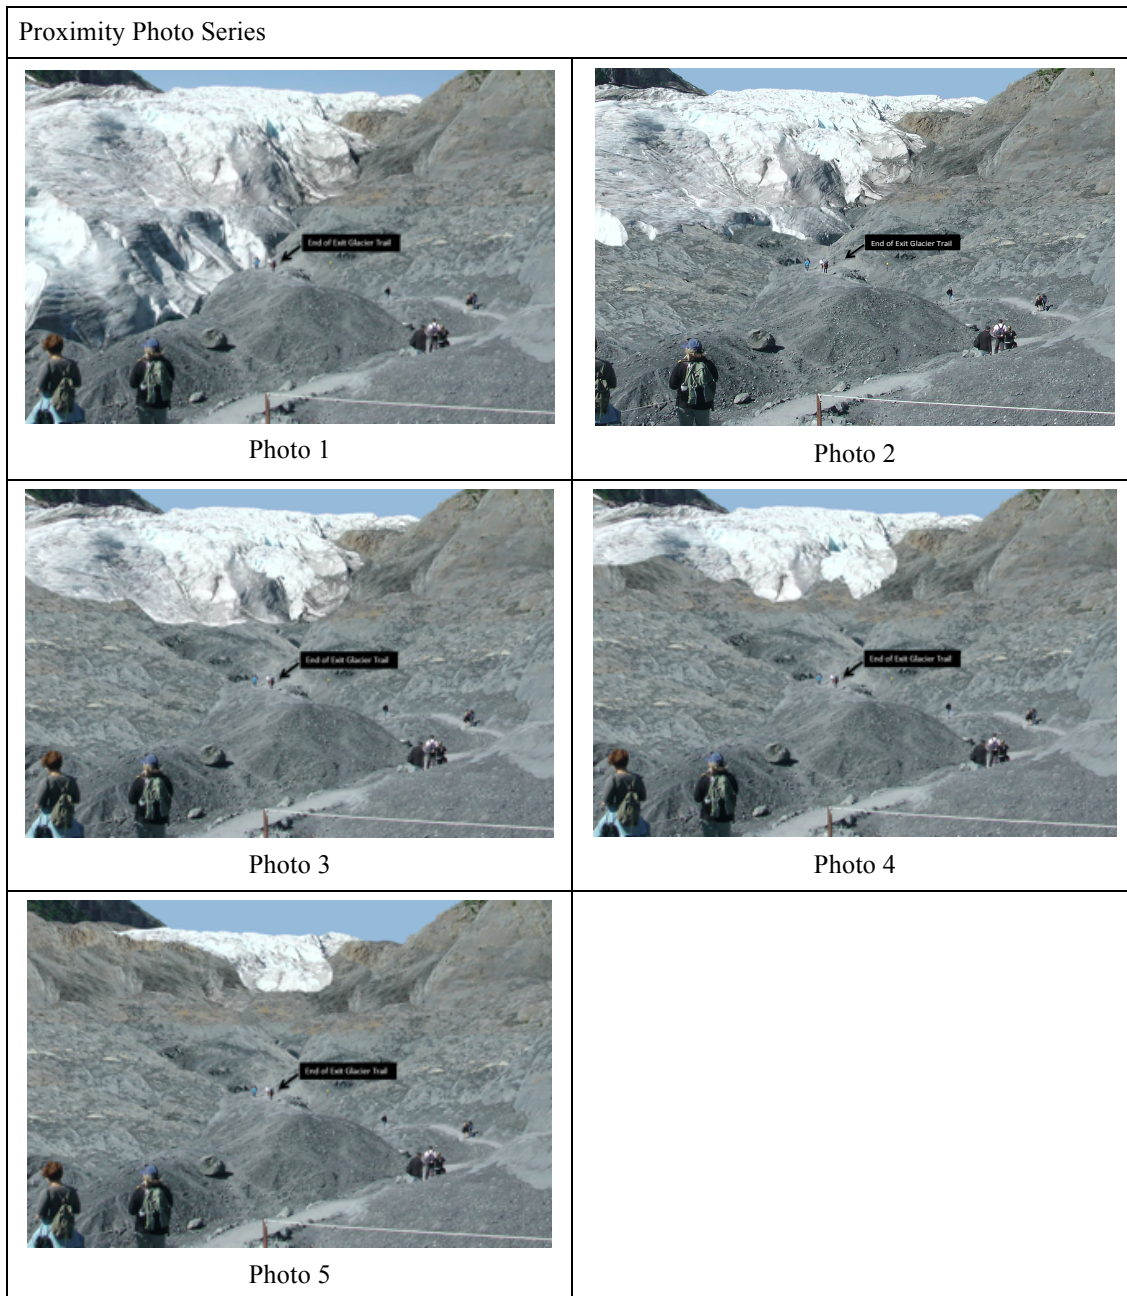 Proximity Photo Series
End of Exit Glacier Trail
End of Exit Glacier Trail
Photo 1
Photo 2
End of Exit Glacier Trail
End of Exit Glacier Trail
Photo 3
Photo 4
End of Exit Glacier Trail
Photo 5